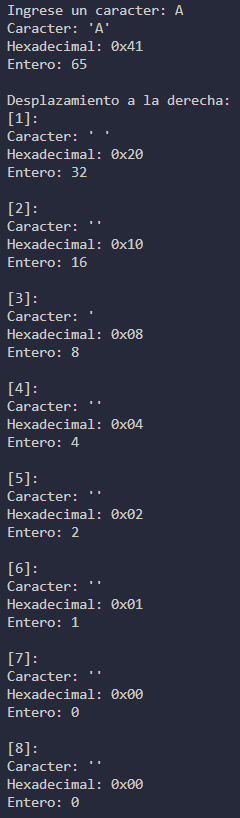 Ingrese un caracter: A
Caracter: 'A'
Hexadecimal: 0x41
Entero: 65
Desplazamiento a la derecha:
[1]:
Caracter: ' '
Hexadecimal: 0x20
Entero: 32
[2]:
Caracter: ''
Hexadecimal: 0x10
Entero: 16
[3]:
Caracter: '
Hexadecimal: 0x08
Entero: 8
[4]:
Caracter: ''
Hexadecimal: 0x04
Entero: 4
[5]:
Caracter: ''
Hexadecimal: 0x02
Entero: 2
[6]:
Caracter: ''
Hexadecimal: 0x01
Entero: 1
[7]:
Caracter: ''
Hexadecimal: 0x00
Entero: 0
[8]:
Caracter: ''
Hexadecimal: 0x00
Entero: 0